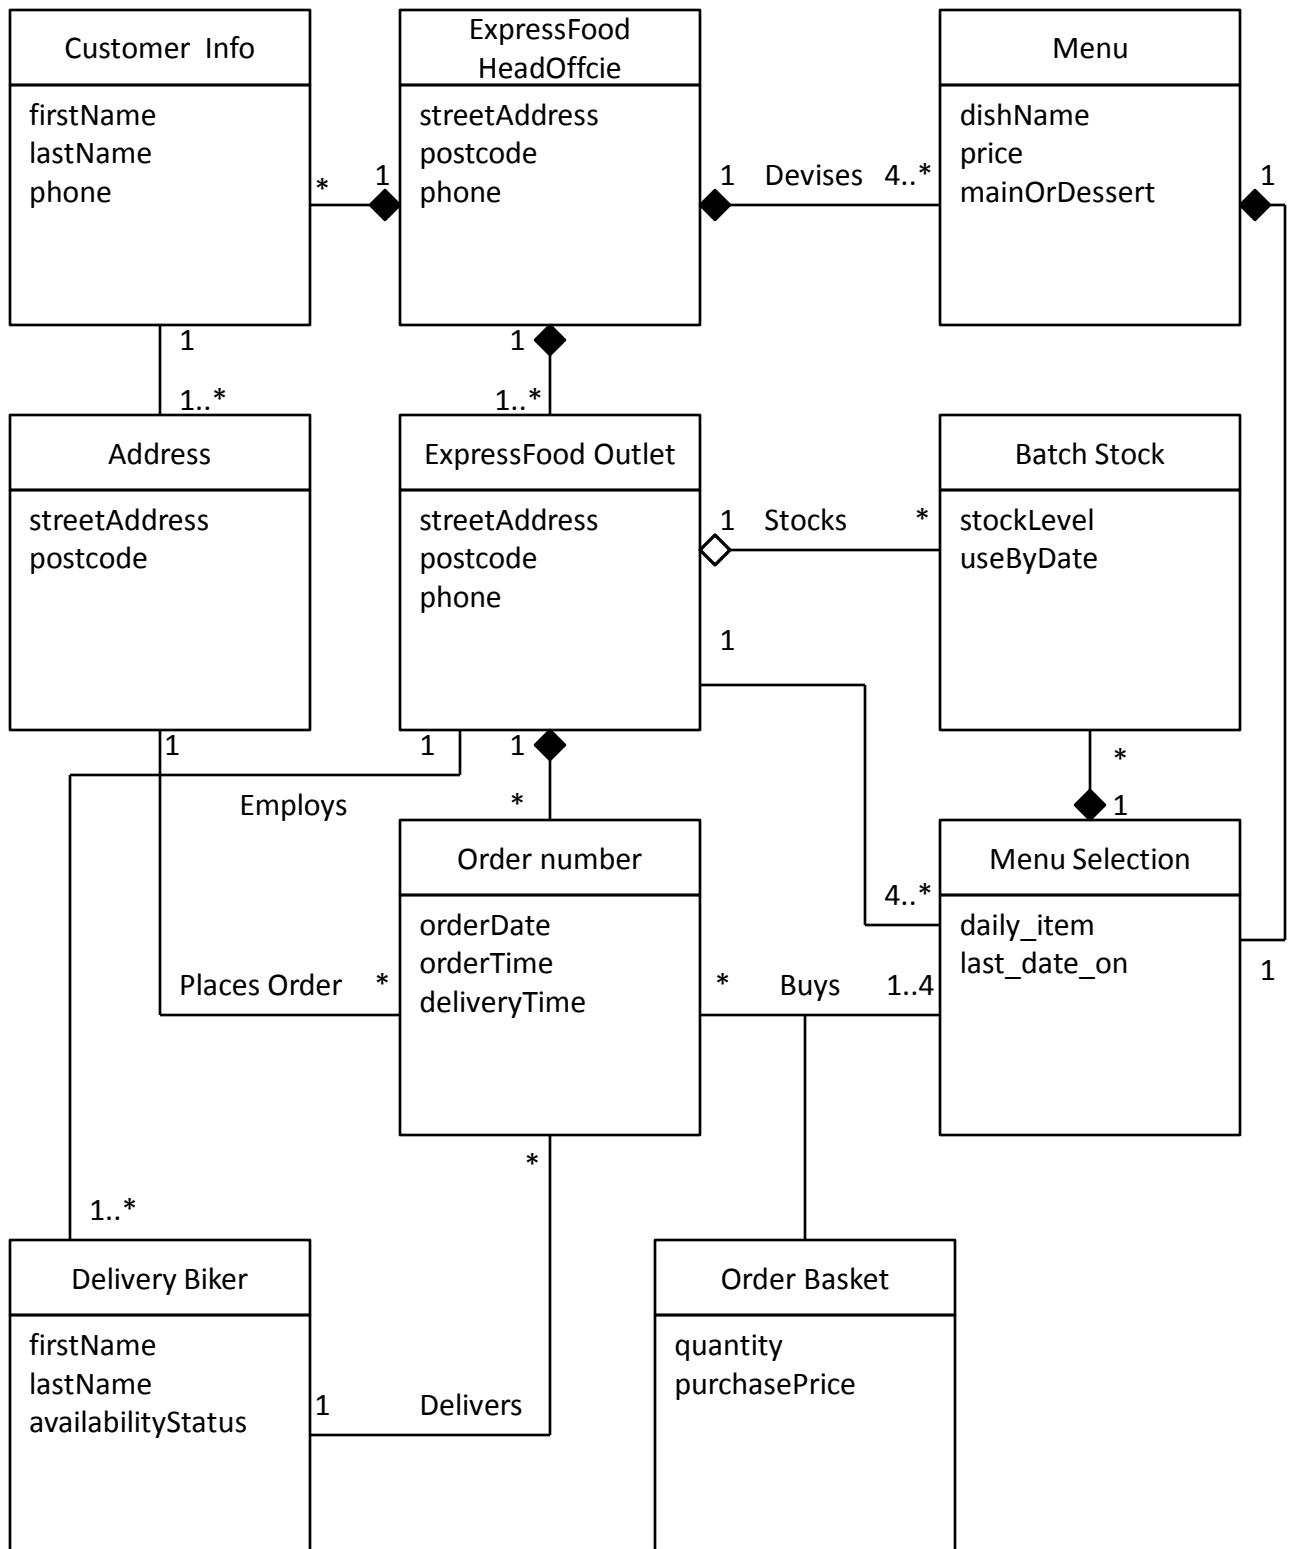 Customer  Info
firstName
lastName
phone
ExpressFood
HeadOffcie
streetAddress
postcode
phone
Menu
dishName
price
mainOrDessert
* 1
1 Devises 4..*
1
1
1..*
1
1..*
Address
streetAddress
postcode
ExpressFood Outlet
streetAddress
postcode
phone
1 Stocks *
1
Batch Stock
stockLevel
useByDate
1
1
1
*
Employs
*
1
Order number
orderDate
orderTime
deliveryTime
4..*
Menu Selection
daily_item
last_date_on
1
Places Order *
* Buys 1..4
*
1..*
Delivery Biker
firstName
lastName
availabilityStatus
1 Delivers
Order Basket
quantity
purchasePrice